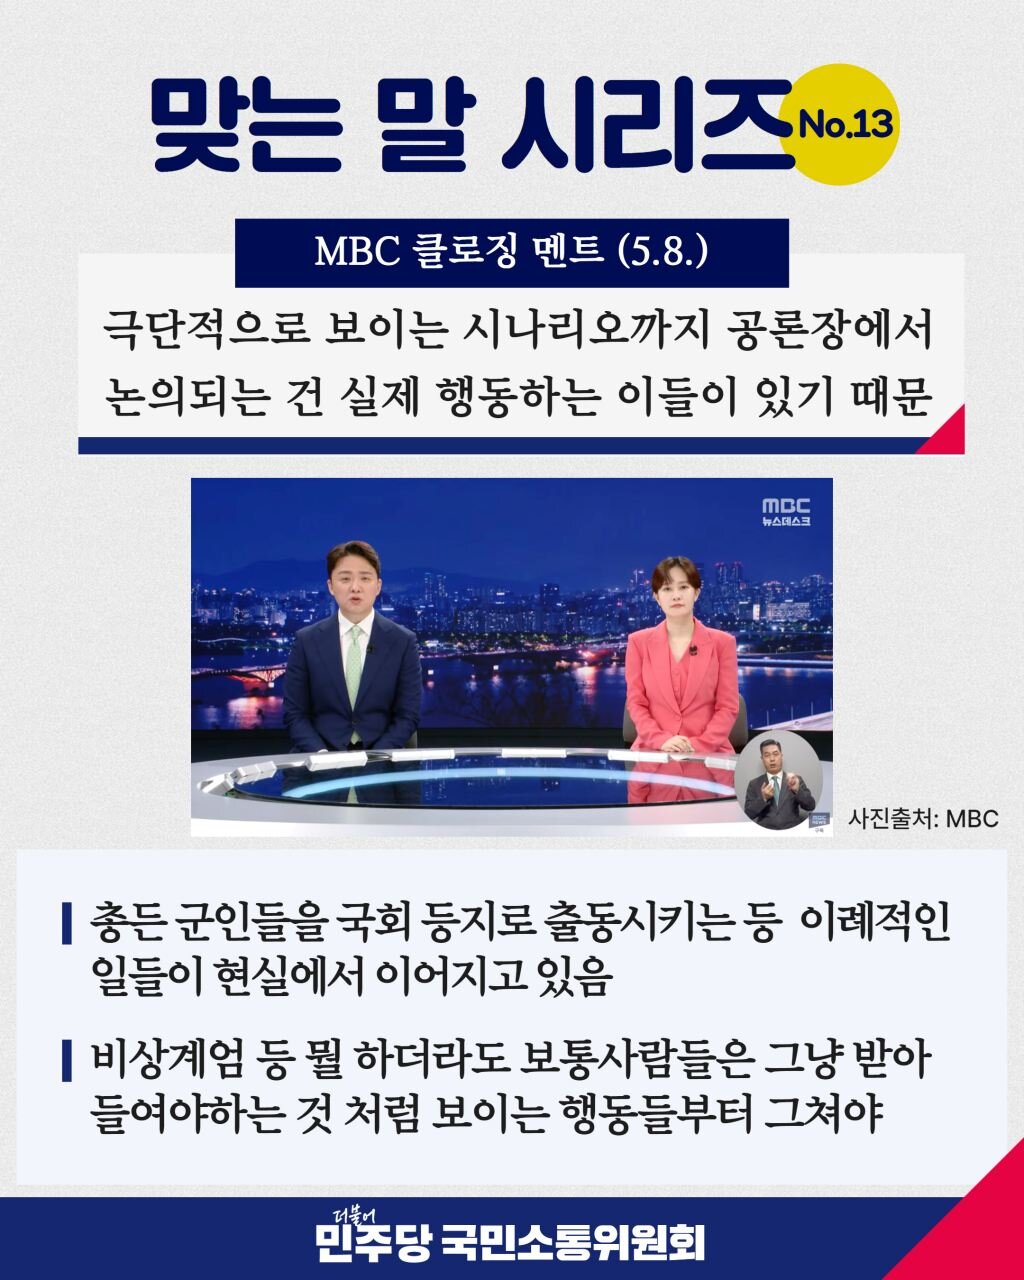 맞는 말 시리즈 No.13
MBC 클로징 멘트 (5.8.)
극단적으로 보이는 시나리오까지 공론장에서
논의되는 건 실제 행동하는 이들이 있기 때문
MBC
뉴스데스크
MBC
NEWS
구독
사진출처: MBC
총든 군인들을 국회 등지로 출동시키는 등 이례적인
일들이 현실에서 이어지고 있음
비상계엄 등 뭘 하더라도 보통사람들은 그냥 받아
들여야하는 것 처럼 보이는 행동들부터 그쳐야
더불어
민주당 국민소통위원회